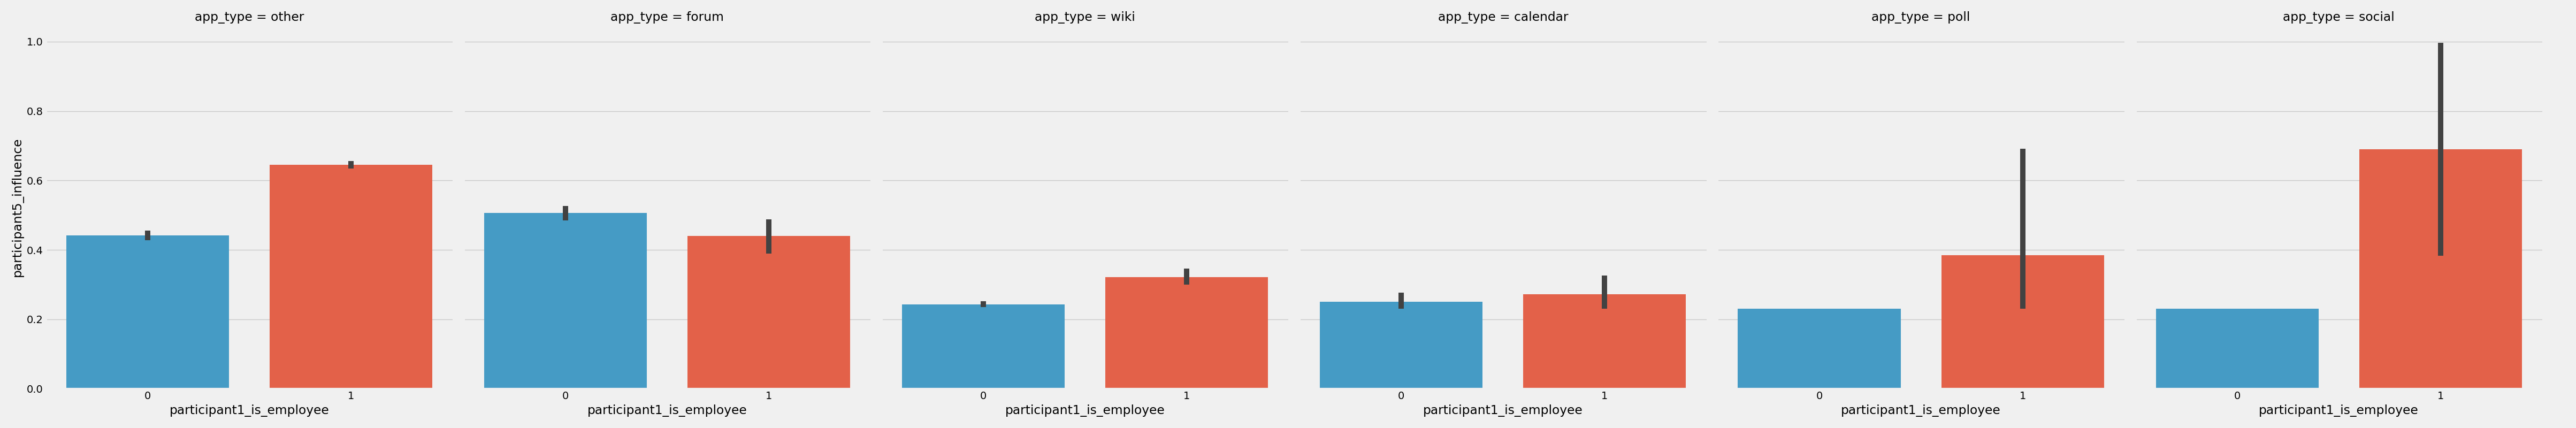 app_type = other
app_type = forum
app_type = wiki
app_type = calendar
app_type = poll
app_type = social
participant5_influence
1.0
0.8
0.6
0.4
0.2
0.0
0 1
0 1
0 1
0 1
0 1
0 1
participant1_is_employee
participant1_is_employee
participant1_is_employee
participant1_is_employee
participant1_is_employee
participant1_is_employee